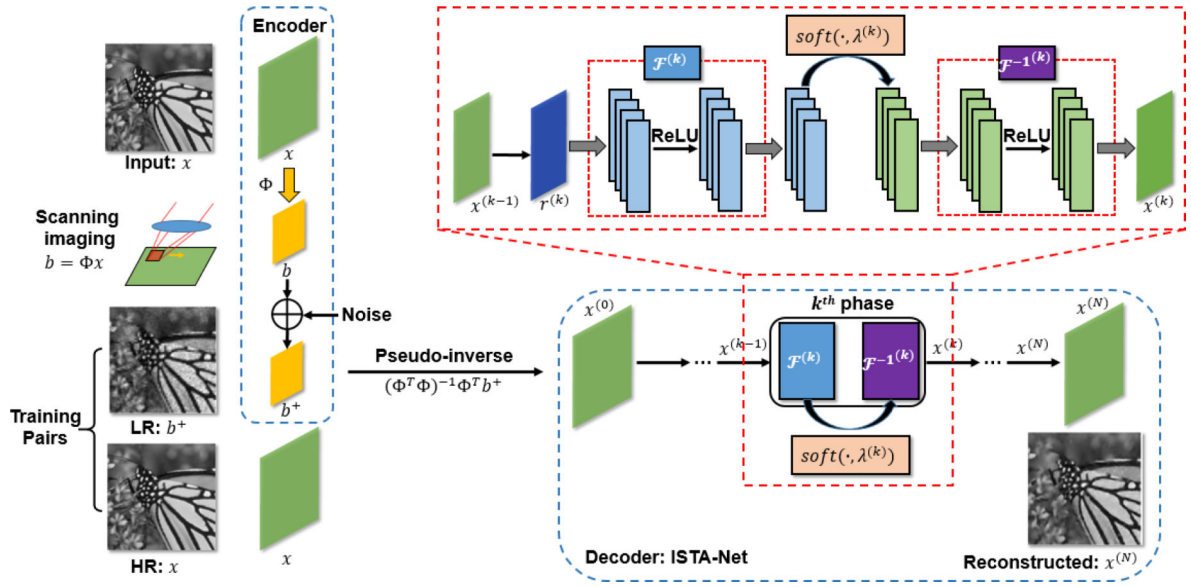 Encoder
Input: x
x
Φ
Scanning
imaging
b = Φx
b
Noise
b⁺
LR: b⁺
Training
Pairs
HR: x
x
Pseudo-inverse
(ΦᵀΦ)⁻¹Φᵀb⁺
soft(·, λ⁽ᵏ⁾)
ℱ⁽ᵏ⁾
ℱ⁻¹⁽ᵏ⁾
ReLU
ReLU
x⁽ᵏ⁻¹⁾
r⁽ᵏ⁾
x⁽ᵏ⁾
kᵗʰ phase
x⁽⁰⁾
x⁽ᴺ⁾
... x⁽ᵏ⁻¹⁾
ℱ⁽ᵏ⁾
ℱ⁻¹⁽ᵏ⁾
x⁽ᵏ⁾ ... x⁽ᴺ⁾
soft(·, λ⁽ᵏ⁾)
Decoder: ISTA-Net
Reconstructed: x⁽ᴺ⁾